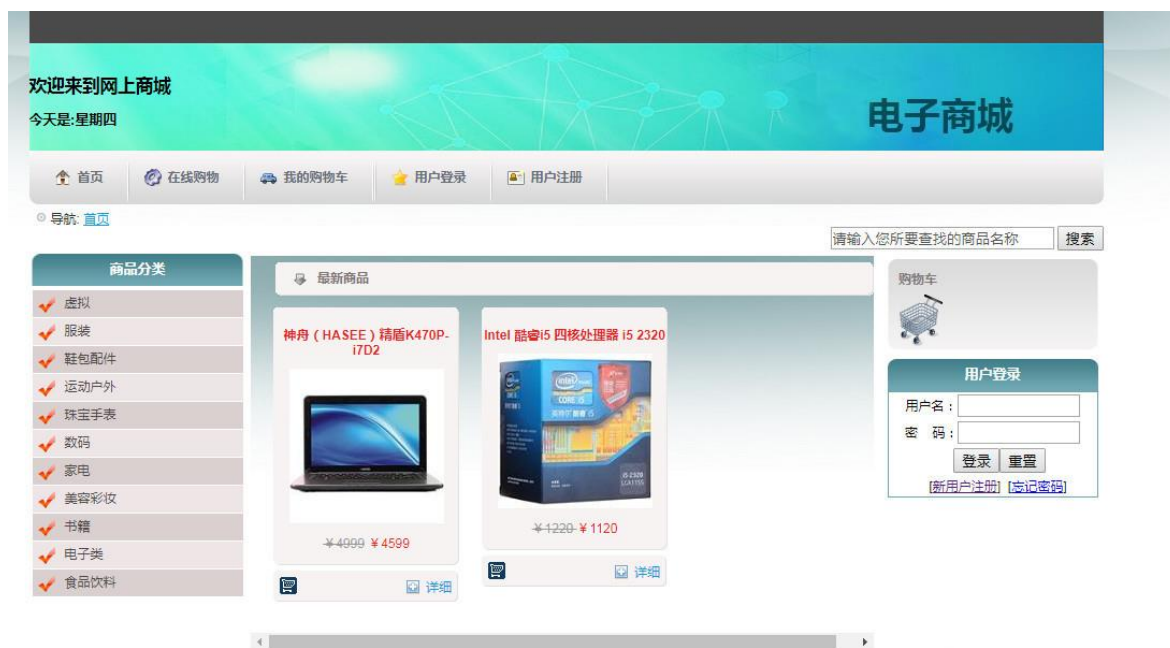 欢迎来到网上商城
今天是:星期四
电子商城
首页 在线购物 我的购物车 用户登录 用户注册
导航: 首页
请输入您所要查找的商品名称 搜索
商品分类
虚拟
服装
鞋包配件
运动户外
珠宝手表
数码
家电
美容彩妆
书籍
电子类
食品饮料
最新商品
神舟（HASEE）精盾K470P-
i7D2
¥4999 ¥4599
详细
Intel 酷睿i5 四核处理器 i5 2320
intel
CORE i5
¥1220 ¥1120
详细
购物车
用户登录
用户名：
密 码：
登录 重置
[新用户注册] [忘记密码]